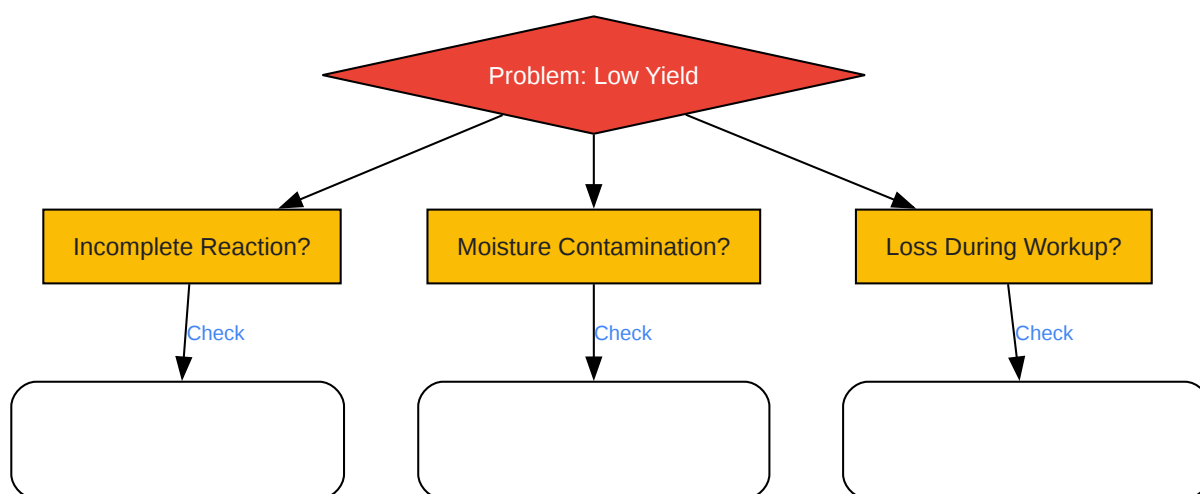 Problem: Low Yield
Incomplete Reaction?
Moisture Contamination?
Loss During Workup?
Check
Check
Check